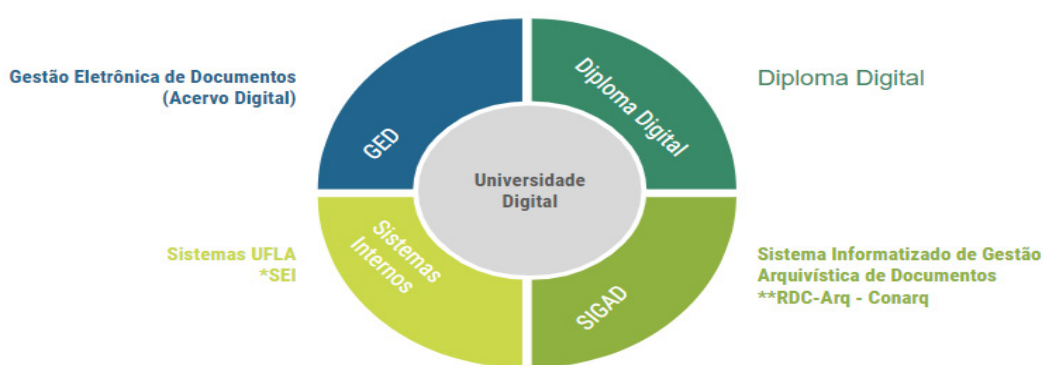 Gestão Eletrônica de Documentos
(Acervo Digital)
GED
Diploma Digital
Diploma Digital
Universidade
Digital
Sistemas UFLA
*SEI
Sistemas
Internos
SIGAD
Sistema Informatizado de Gestão
Arquivística de Documentos
**RDC-Arq - Conarq